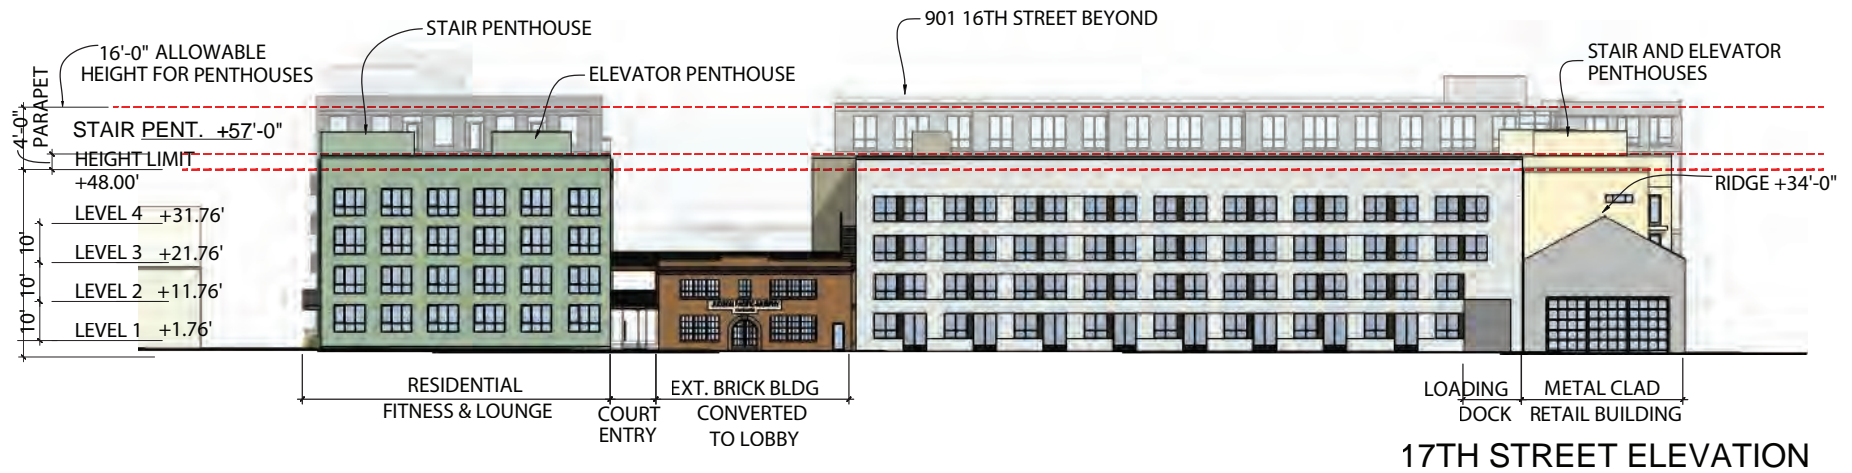 STAIR PENTHOUSE
901 16TH STREET BEYOND
16'-0" ALLOWABLE
HEIGHT FOR PENTHOUSES
ELEVATOR PENTHOUSE
STAIR AND ELEVATOR
PENTHOUSES
4'-0"
PARAPET
STAIR PENT. +57'-0"
HEIGHT LIMIT
+48.00'
RIDGE +34'-0"
LEVEL 4 +31.76'
10'
LEVEL 3 +21.76'
10'
LEVEL 2 +11.76'
10'
LEVEL 1 +1.76'
RESIDENTIAL
FITNESS & LOUNGE
COURT
ENTRY
EXT. BRICK BLDG
CONVERTED
TO LOBBY
LOADING
DOCK
METAL CLAD
RETAIL BUILDING
17TH STREET ELEVATION